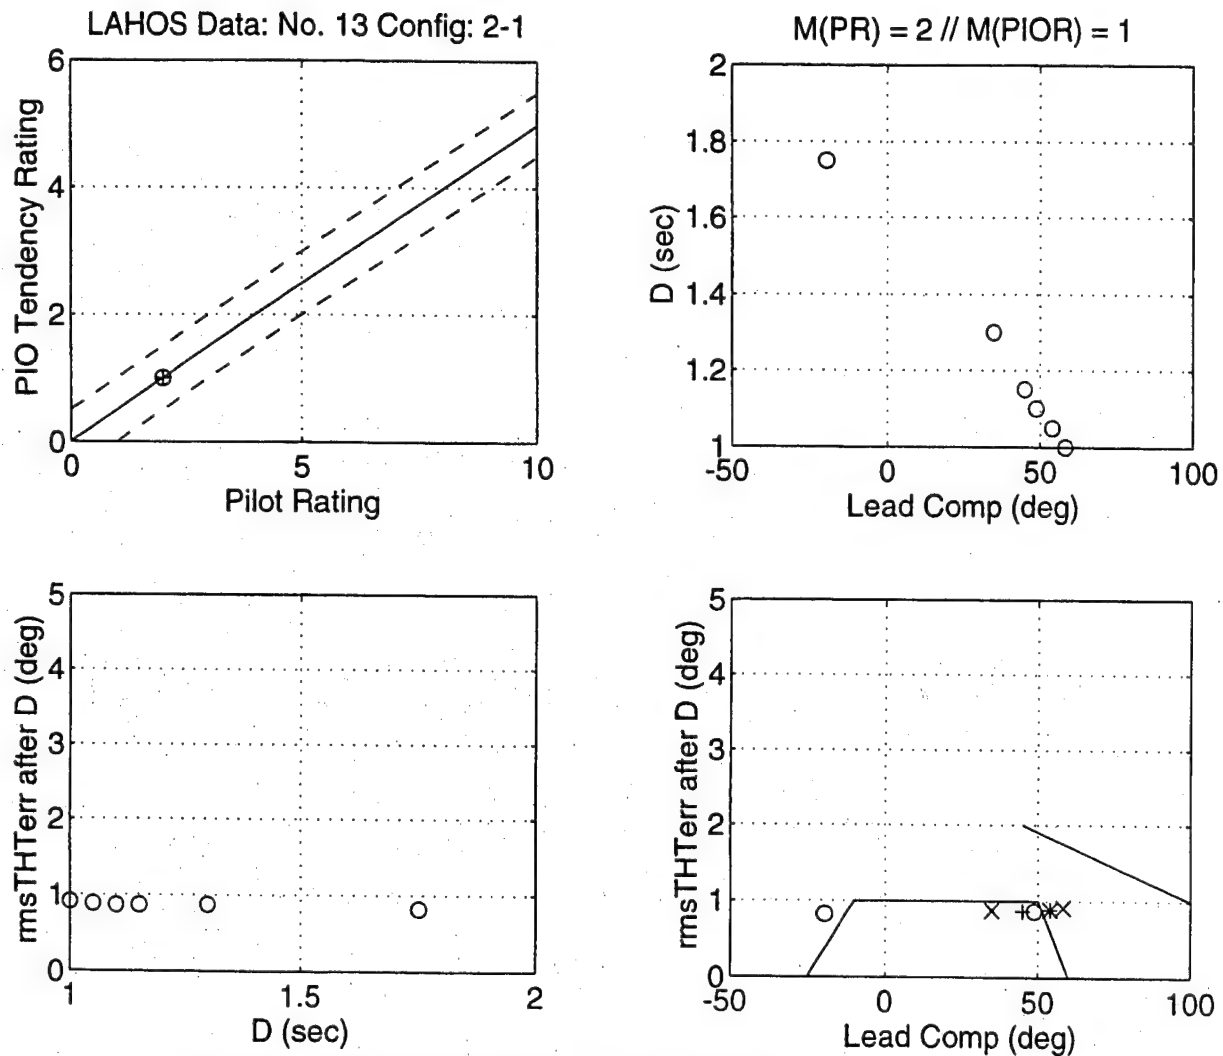 LAHOS Data: No. 13 Config: 2-1
PIO Tendency Rating
6
4
2
0
0 5 10
Pilot Rating
M(PR) = 2 // M(PIOR) = 1
D (sec)
2
1.8
1.6
1.4
1.2
1
-50 0 50 100
Lead Comp (deg)
rmsTHTerr after D (deg)
5
4
3
2
1
0
1 1.5 2
D (sec)
rmsTHTerr after D (deg)
5
4
3
2
1
0
-50 0 50 100
Lead Comp (deg)